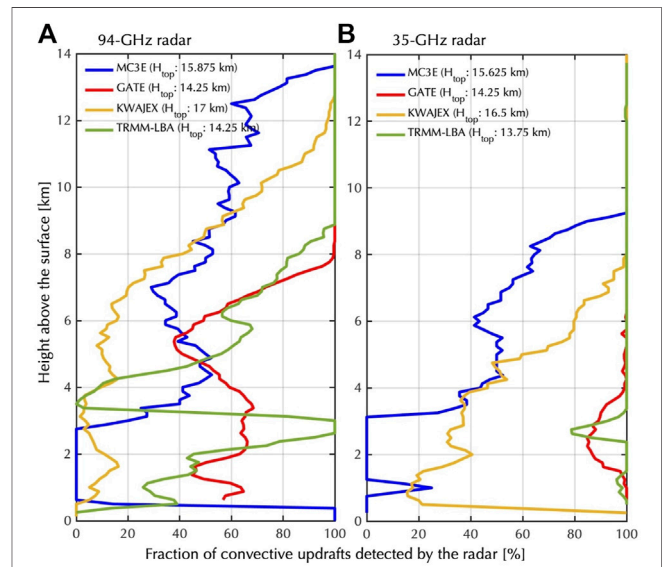 A 94-GHz radar
MC3E (Htop: 15.875 km)
GATE (Htop: 14.25 km)
KWAJEX (Htop: 17 km)
TRMM-LBA (Htop: 14.25 km)
14
12
10
8
6
4
2
0
0 20 40 60 80 100
Height above the surface [km]
B 35-GHz radar
MC3E (Htop: 15.625 km)
GATE (Htop: 14.25 km)
KWAJEX (Htop: 16.5 km)
TRMM-LBA (Htop: 13.75 km)
14
12
10
8
6
4
2
0
0 20 40 60 80 100
Fraction of convective updrafts detected by the radar [%]